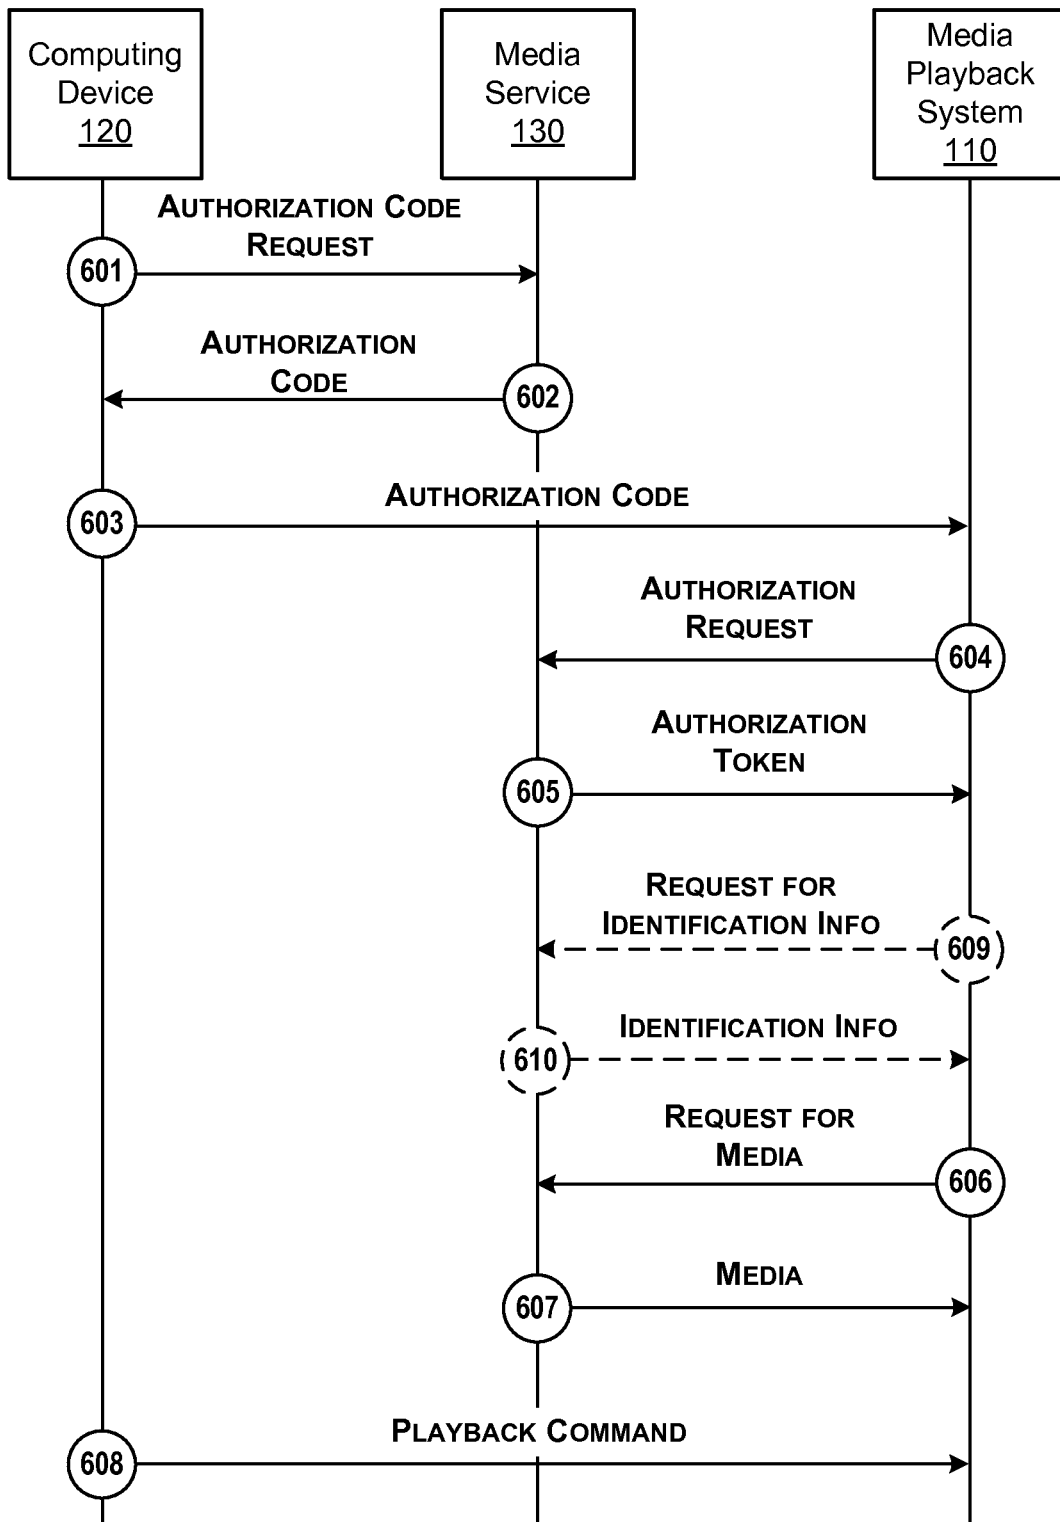 Computing
Device
120
Media
Service
130
Media
Playback
System
110
AUTHORIZATION CODE
REQUEST
601
AUTHORIZATION
CODE
602
603
AUTHORIZATION CODE
AUTHORIZATION
REQUEST
604
AUTHORIZATION
TOKEN
605
REQUEST FOR
IDENTIFICATION INFO
609
IDENTIFICATION INFO
610
REQUEST FOR
MEDIA
606
MEDIA
607
PLAYBACK COMMAND
608